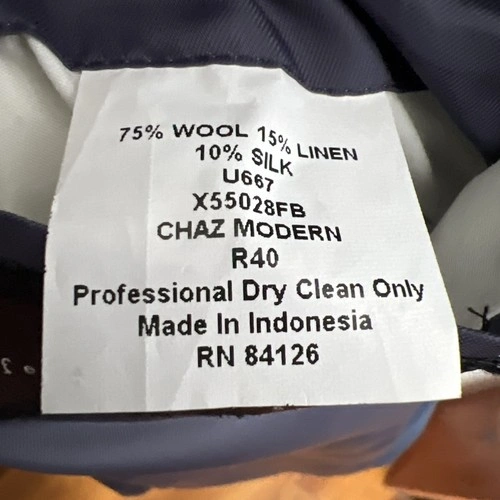 75% WOOL 15% LINEN
10% SILK
U667
X55028FB
CHAZ MODERN
R40
Professional Dry Clean Only
Made In Indonesia
RN 84126